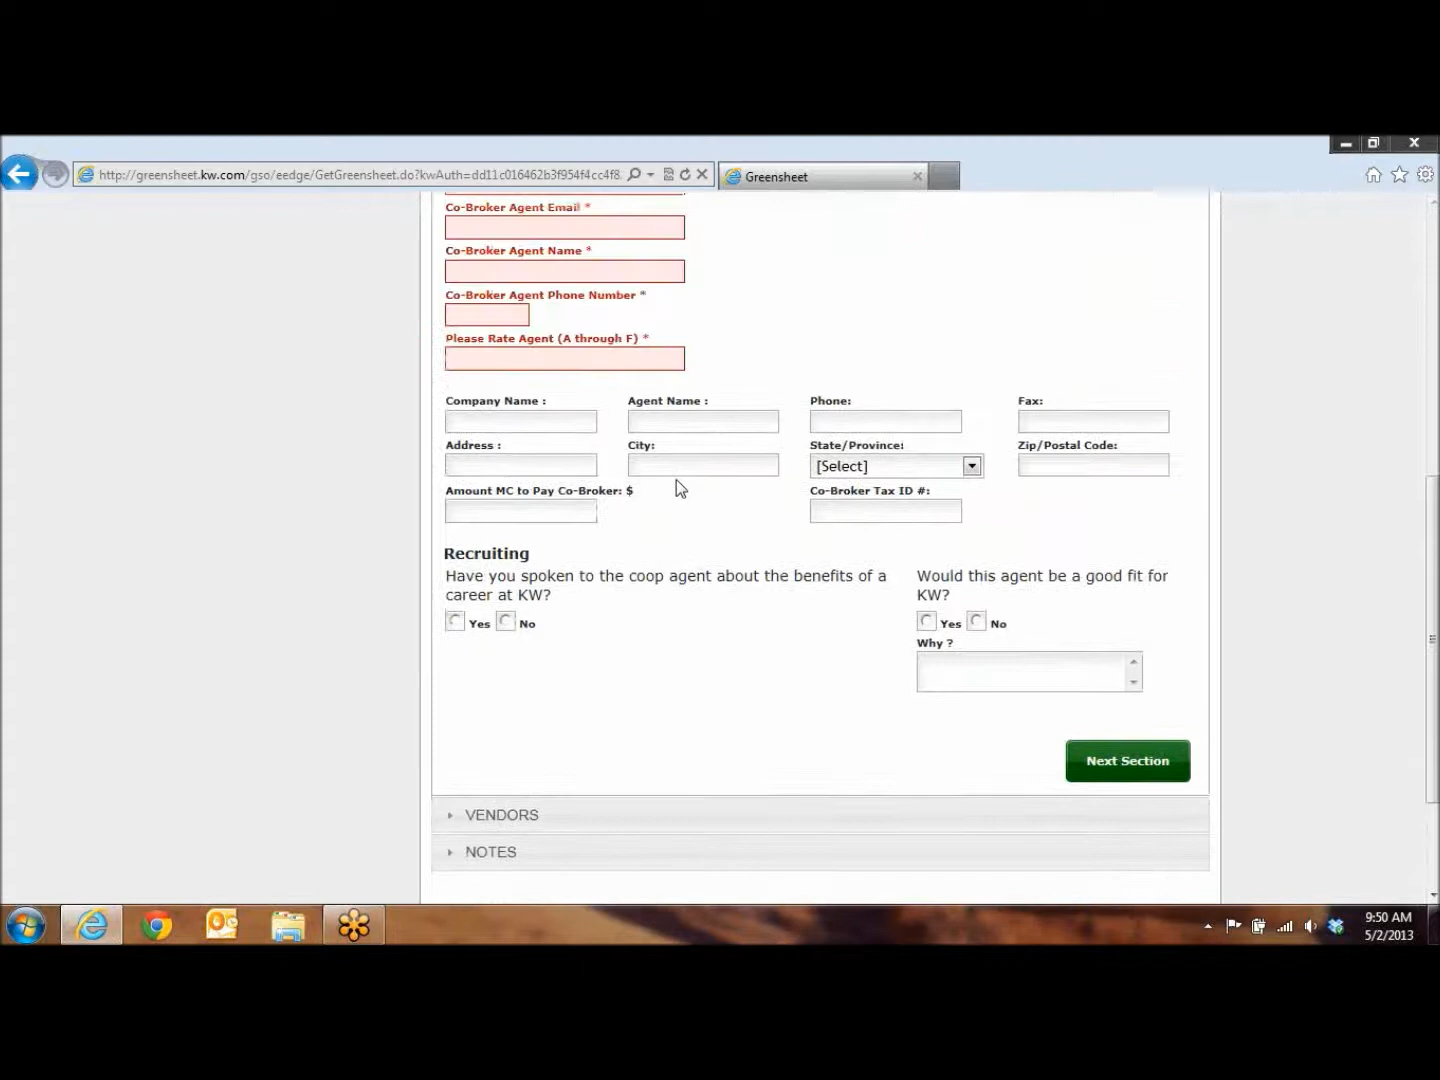 http://greensheet.kw.com/gso/eedge/GetGreensheet.do?kwAuth=dd11c016462b3f954f4cc4f8. Greensheet
Co-Broker Agent Email *
Co-Broker Agent Name *
Co-Broker Agent Phone Number *
Please Rate Agent (A through F) *
Company Name : Agent Name : Phone: Fax:
Address : City: State/Province: Zip/Postal Code:
[Select]
Amount MC to Pay Co-Broker: $ Co-Broker Tax ID #:
Recruiting
Have you spoken to the coop agent about the benefits of a career at KW?
Yes No
Would this agent be a good fit for KW?
Yes No
Why ?
Next Section
VENDORS
NOTES
9:50 AM
5/2/2013